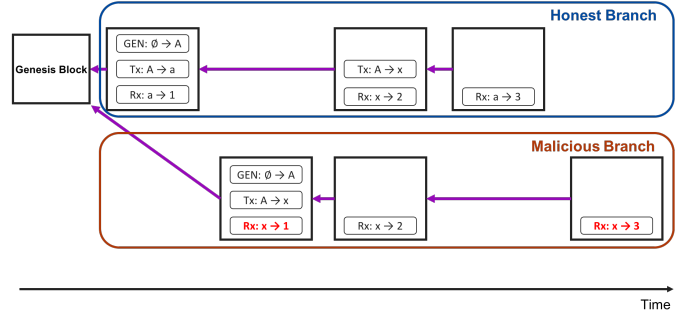 Honest Branch
Genesis Block
GEN: Ø → A
Tx: A → a
Rx: a → 1
Tx: A → x
Rx: x → 2
Rx: a → 3
Malicious Branch
GEN: Ø → A
Tx: A → x
Rx: x → 1
Rx: x → 2
Rx: x → 3
Time